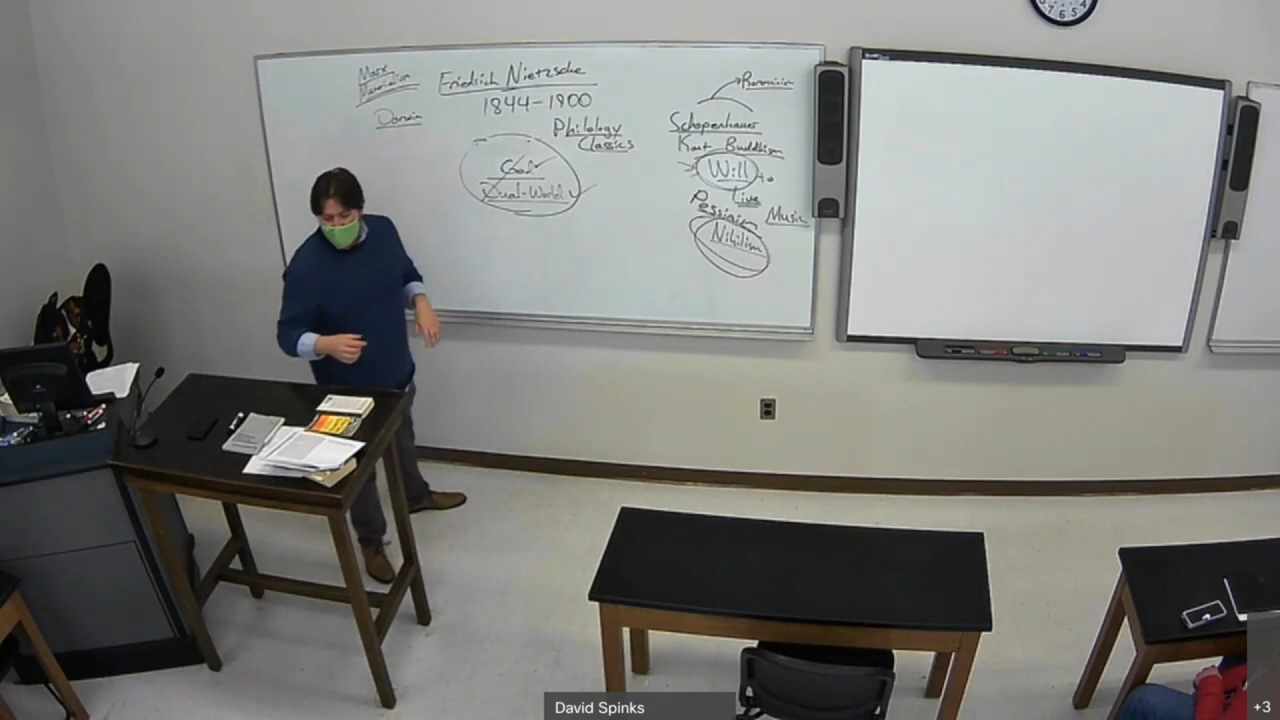 Marx
Materialism
Darwin
Friedrich Nietzsche
1844-1900
Philology
Classics
God
Dual-World
Schopenhauer
Kant Buddhism
Will to
Live
Pessimism
Music
Nihilism
David Spinks
+3